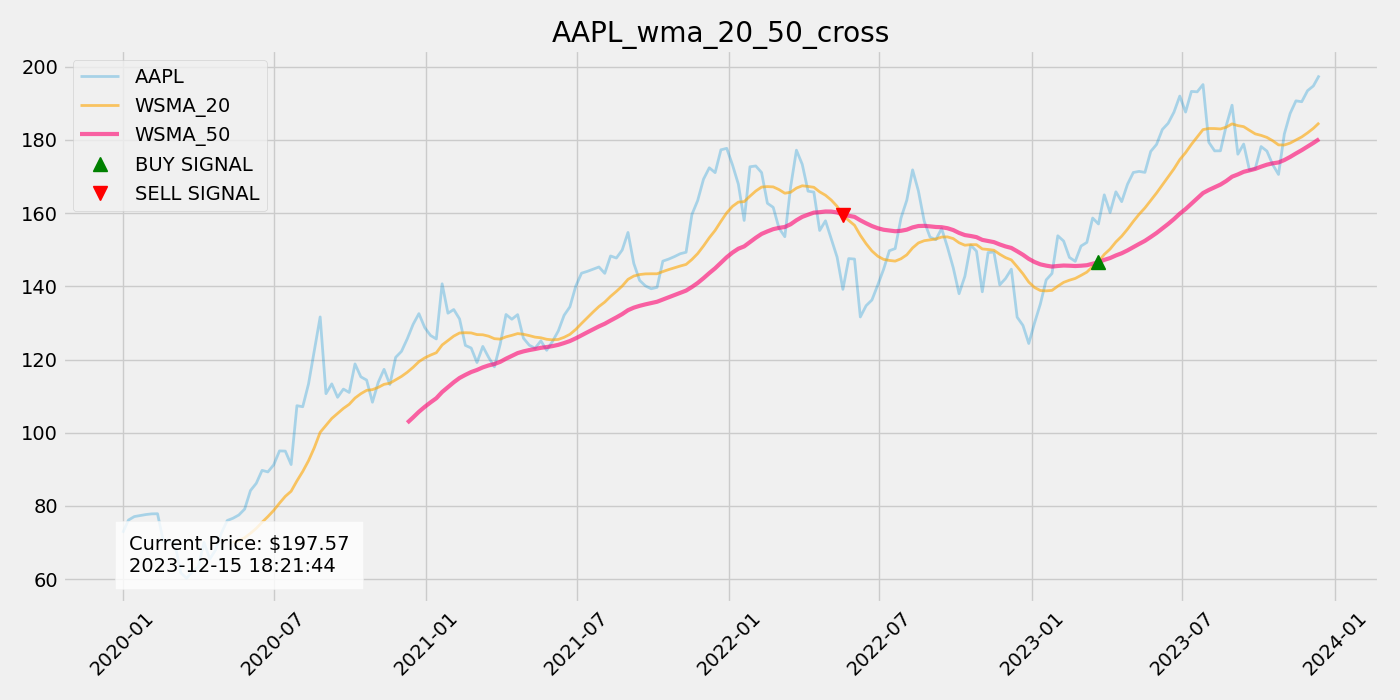 AAPL_wma_20_50_cross
200
180
160
140
120
100
80
60
AAPL
WSMA_20
WSMA_50
BUY SIGNAL
SELL SIGNAL
Current Price: $197.57
2023-12-15 18:21:44
2020-01
2020-07
2021-01
2021-07
2022-01
2022-07
2023-01
2023-07
2024-01